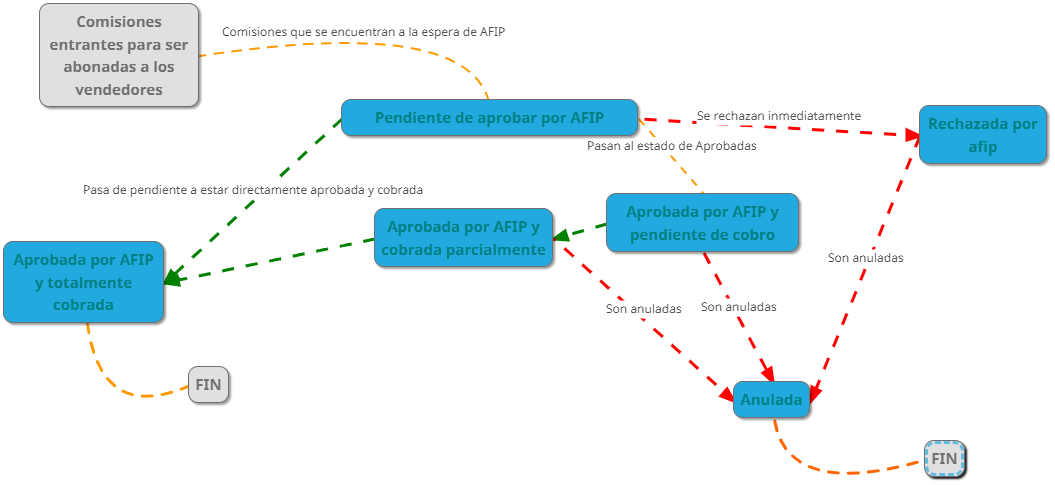 Comisiones
entrantes para ser
abonadas a los
vendedores
Comisiones que se encuentran a la espera de AFIP
Pendiente de aprobar por AFIP
Se rechazan inmediatamente
Rechazada por
afip
Pasan al estado de Aprobadas
Pasa de pendiente a estar directamente aprobada y cobrada
Aprobada por AFIP y
cobrada parcialmente
Aprobada por AFIP y
pendiente de cobro
Aprobada por AFIP
y totalmente
cobrada
Son anuladas
Son anuladas
Son anuladas
FIN
Anulada
FIN